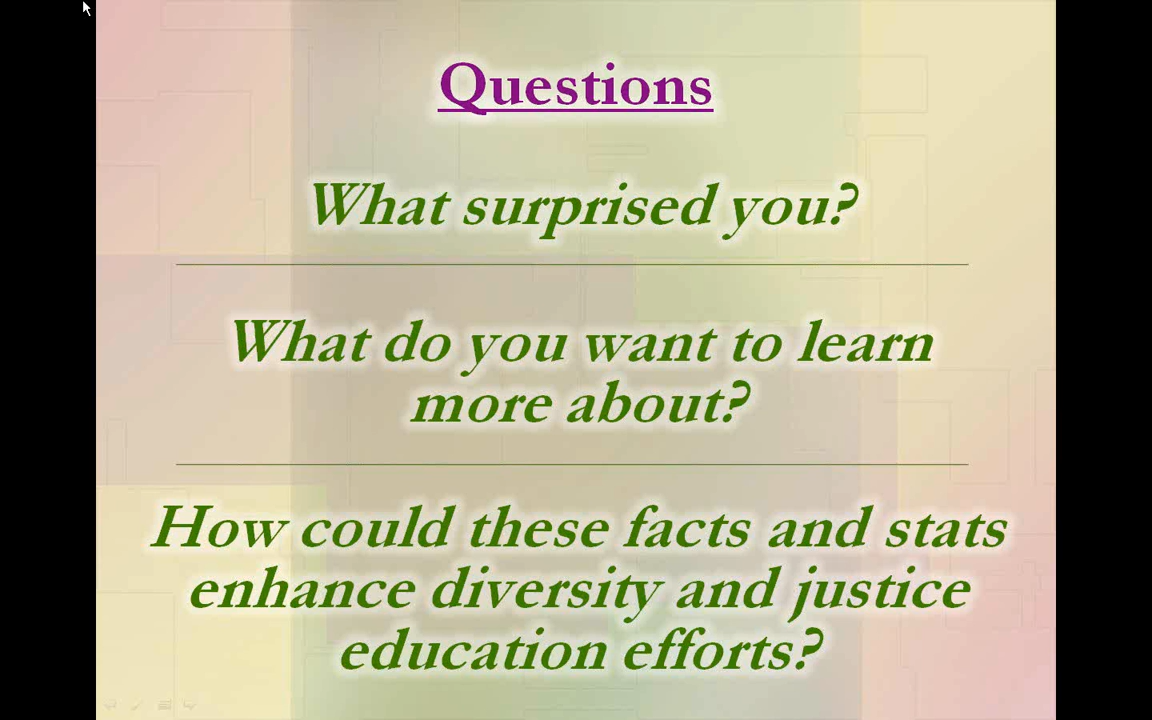 Questions
What surprised you?
What do you want to learn
more about?
How could these facts and stats
enhance diversity and justice
education efforts?